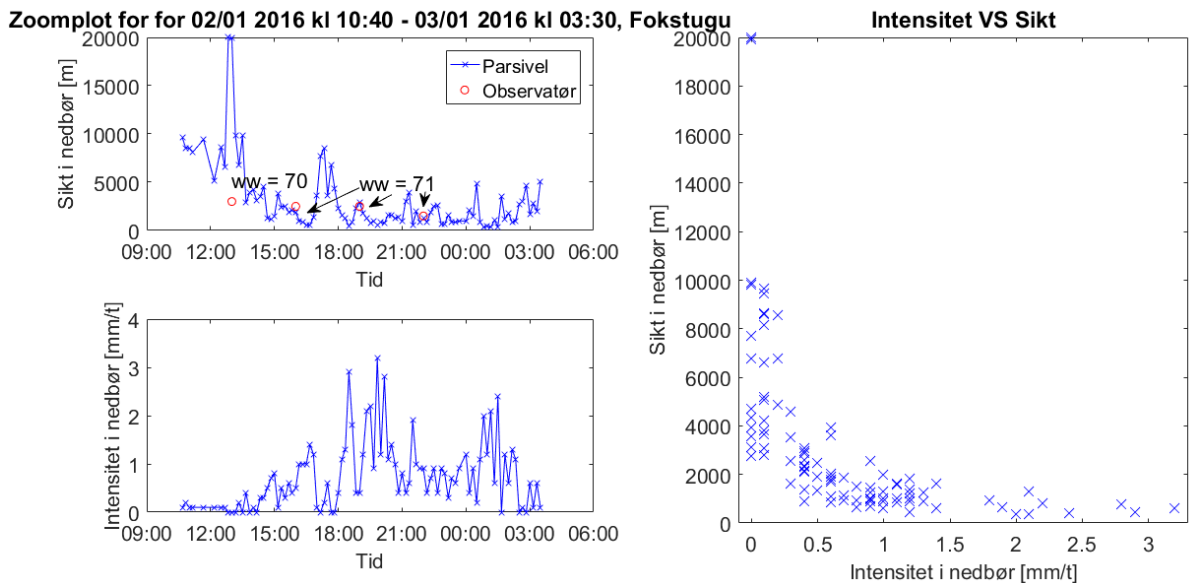 Zoomplot for for 02/01 2016 kl 10:40 - 03/01 2016 kl 03:30, Fokstugu
Sikt i nedbør [m]
20000
15000
10000
5000
0
Parsivel
Observatør
ww = 70
ww = 71
09:00 12:00 15:00 18:00 21:00 00:00 03:00 06:00
Tid
Intensitet i nedbør [mm/t]
4
3
2
1
0
09:00 12:00 15:00 18:00 21:00 00:00 03:00 06:00
Tid
Intensitet VS Sikt
Sikt i nedbør [m]
20000
18000
16000
14000
12000
10000
8000
6000
4000
2000
0
0 0.5 1 1.5 2 2.5 3
Intensitet i nedbør [mm/t]